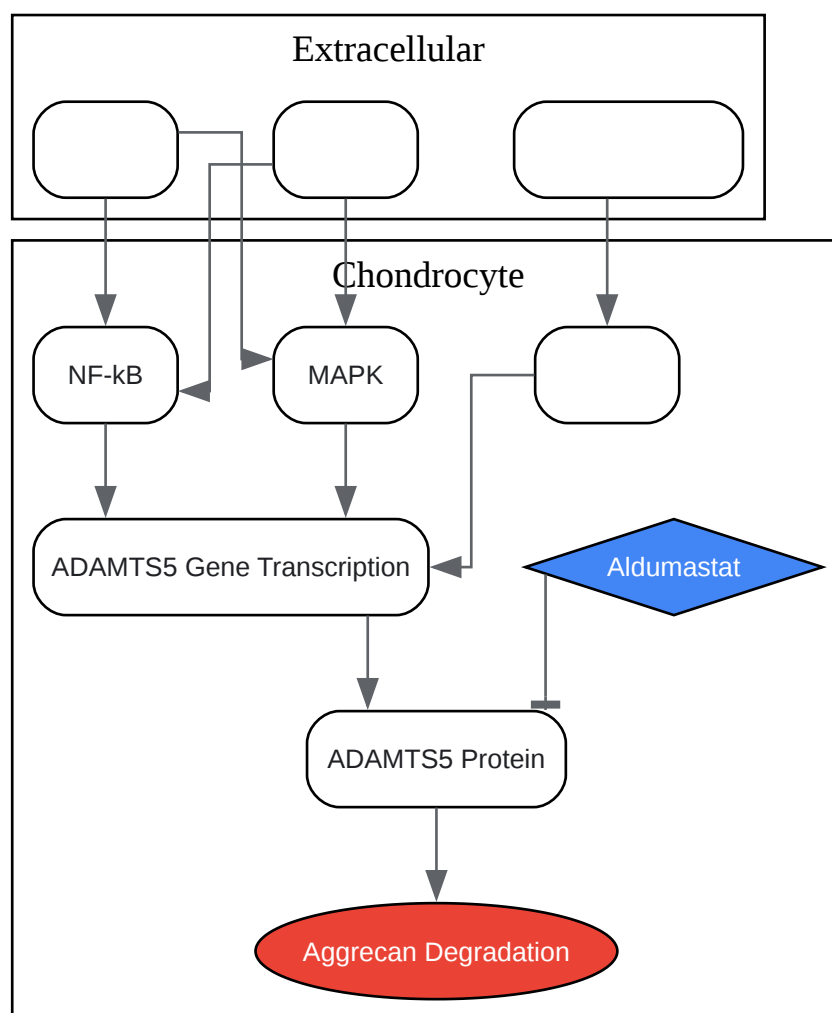 Extracellular
Chondrocyte
NF-kB
MAPK
ADAMTS5 Gene Transcription
Aldumastat
ADAMTS5 Protein
Aggrecan Degradation